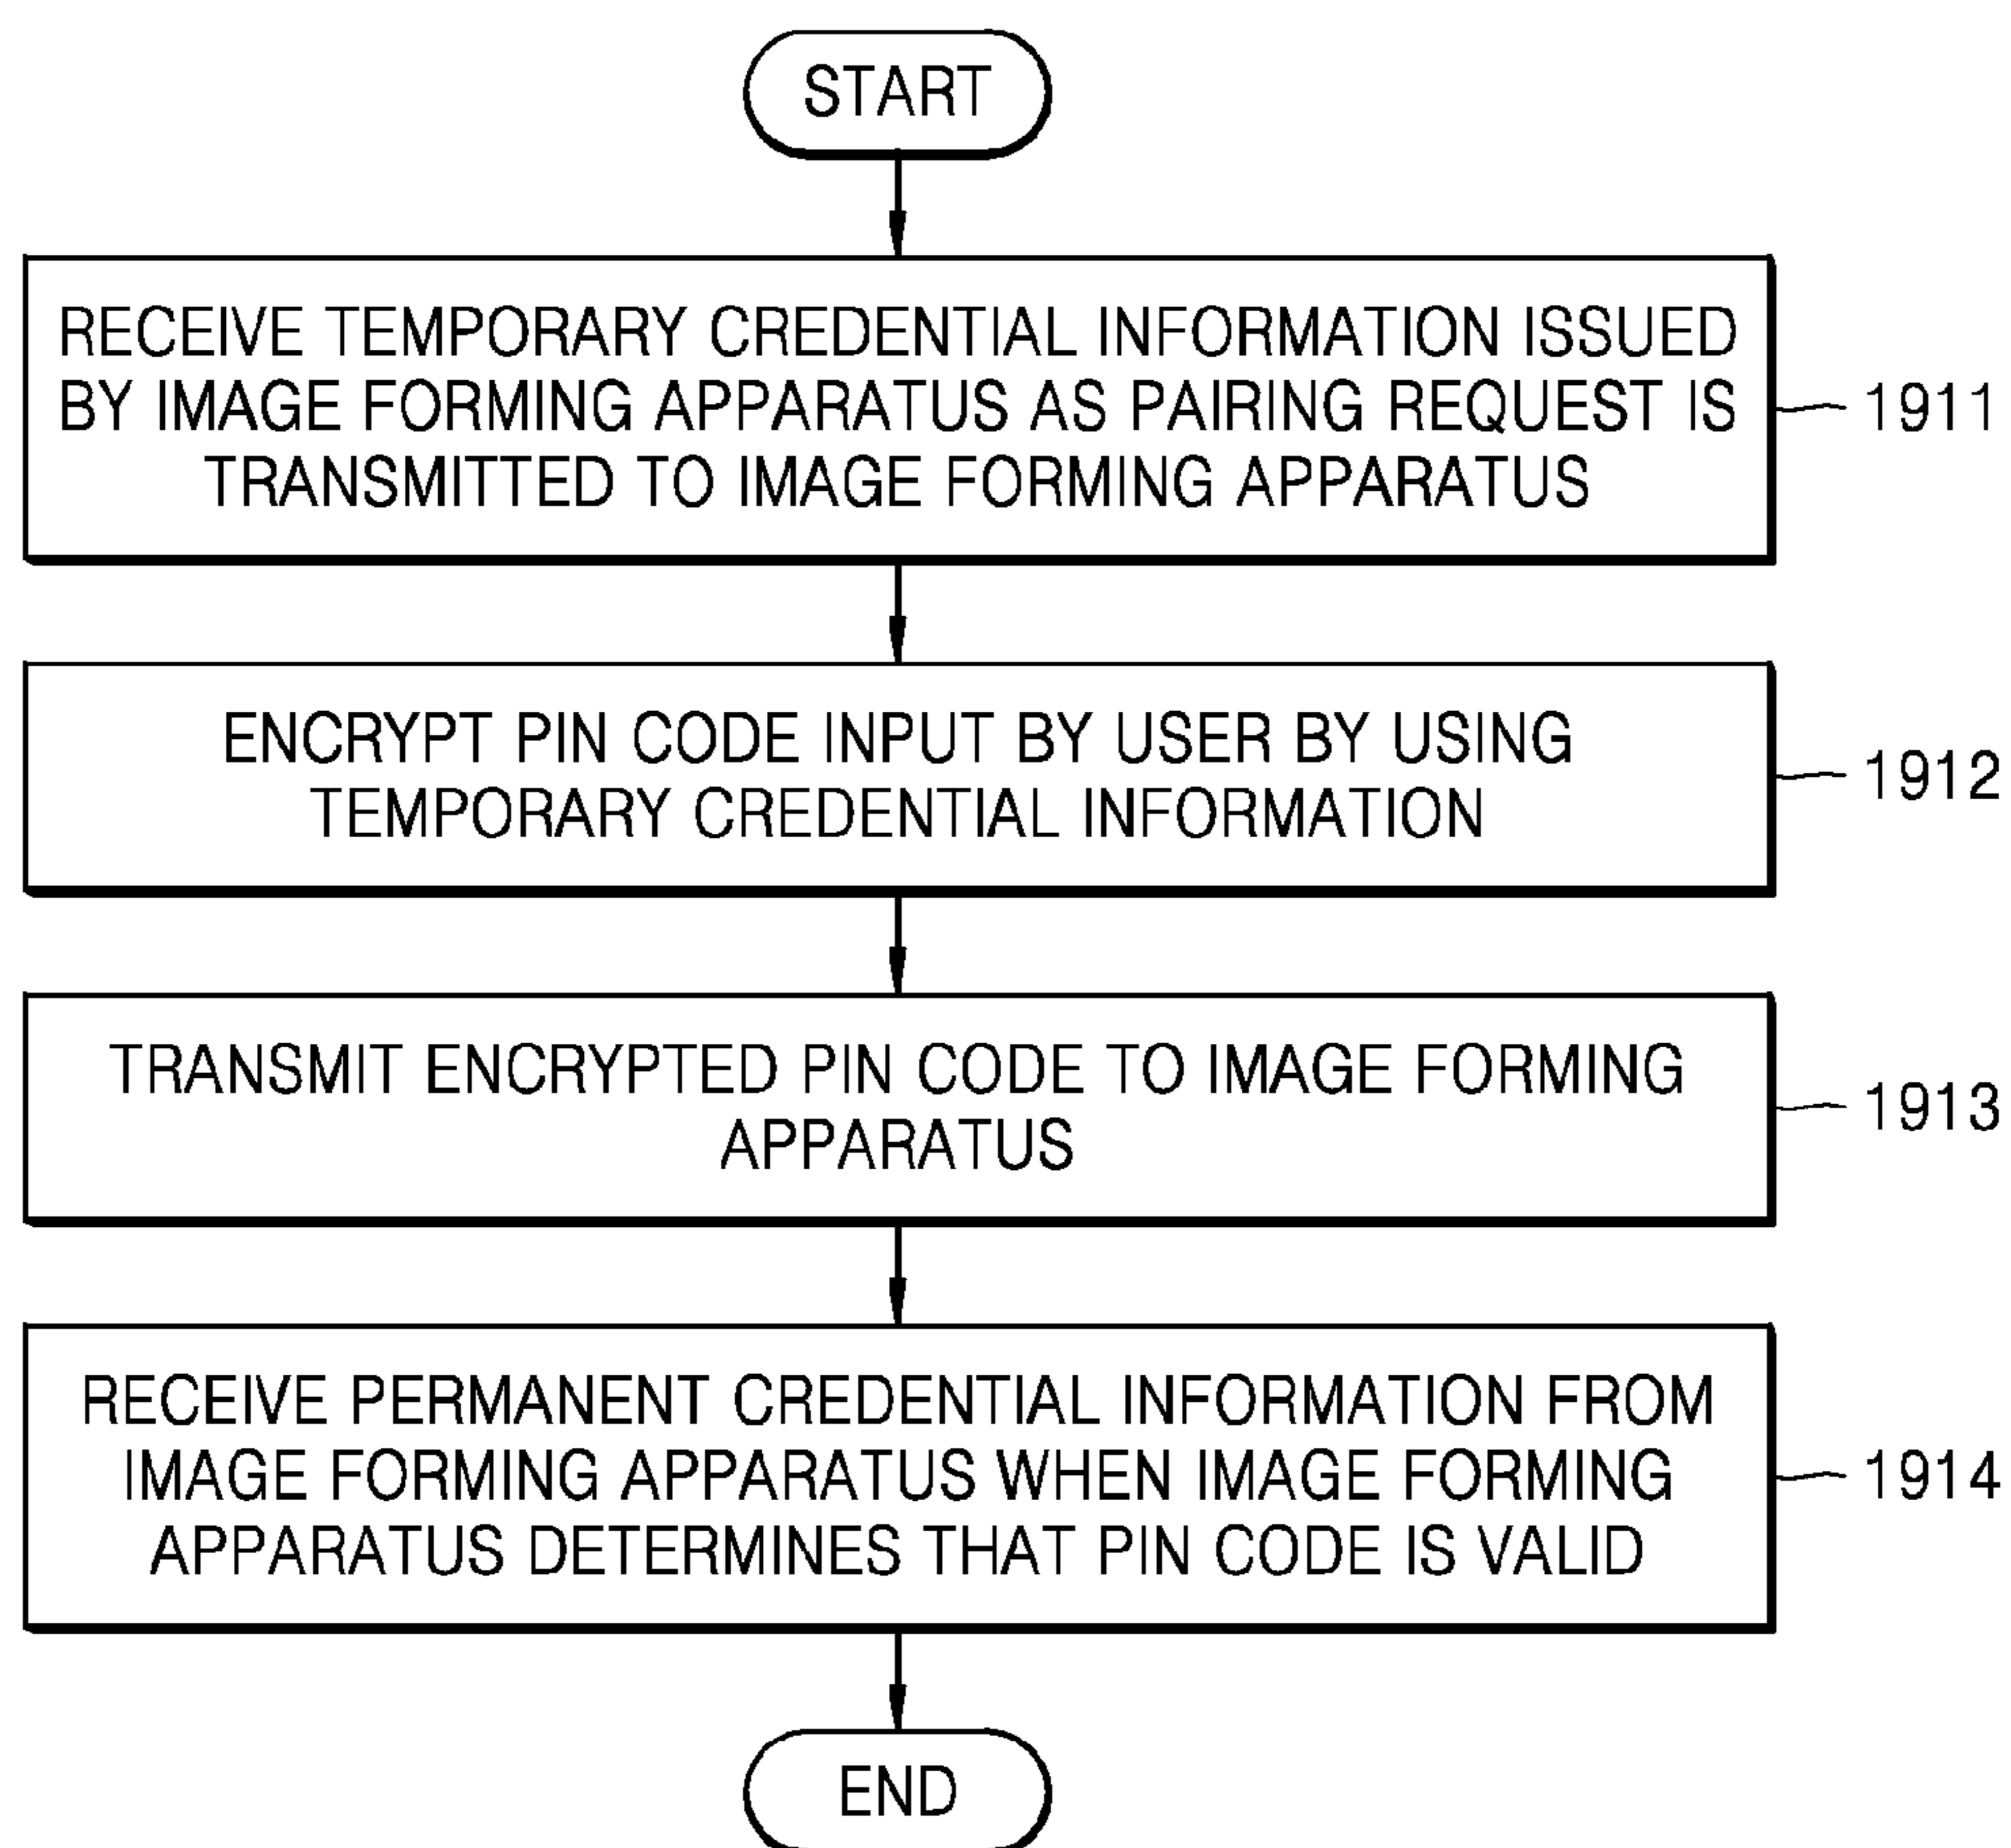 START
RECEIVE TEMPORARY CREDENTIAL INFORMATION ISSUED
BY IMAGE FORMING APPARATUS AS PAIRING REQUEST IS
TRANSMITTED TO IMAGE FORMING APPARATUS
1911
ENCRYPT PIN CODE INPUT BY USER BY USING
TEMPORARY CREDENTIAL INFORMATION
1912
TRANSMIT ENCRYPTED PIN CODE TO IMAGE FORMING
APPARATUS
1913
RECEIVE PERMANENT CREDENTIAL INFORMATION FROM
IMAGE FORMING APPARATUS WHEN IMAGE FORMING
APPARATUS DETERMINES THAT PIN CODE IS VALID
1914
END